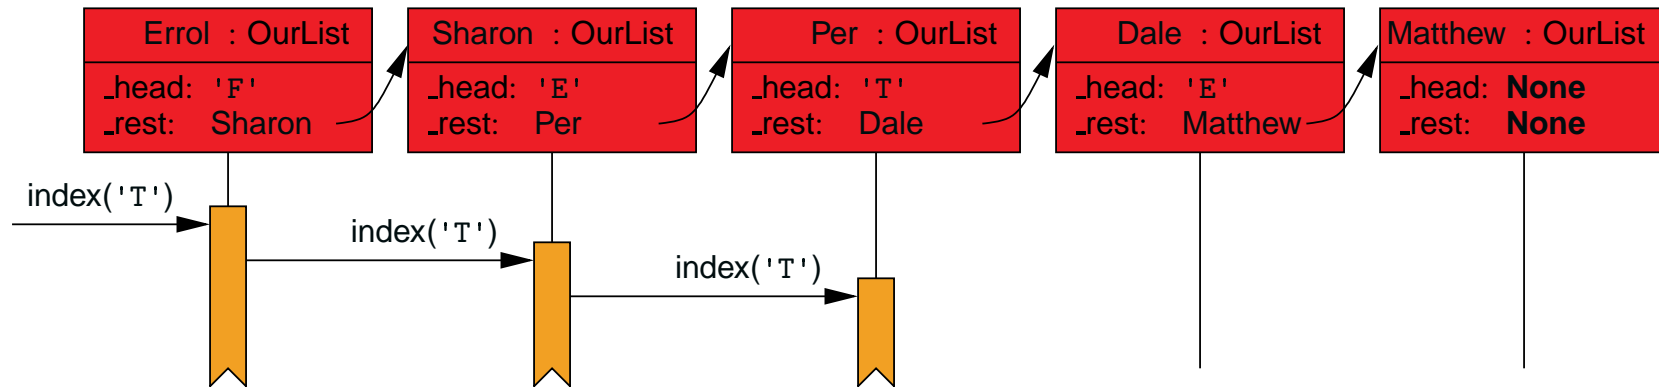 Errol : OurList
_head: 'F'
_rest: Sharon
Sharon : OurList
_head: 'E'
_rest: Per
Per : OurList
_head: 'T'
_rest: Dale
Dale : OurList
_head: 'E'
_rest: Matthew
Matthew : OurList
_head: None
_rest: None
index('T')
index('T')
index('T')